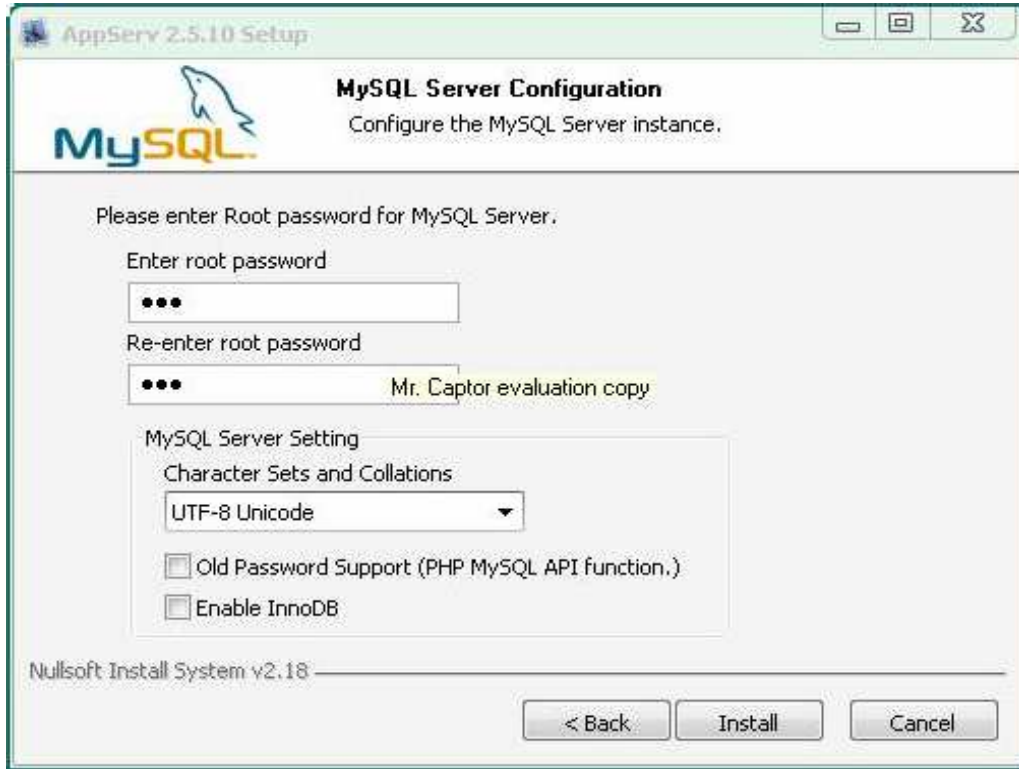 AppServ 2.5.10 Setup
MySQL Server Configuration
Configure the MySQL Server instance.
MySQL
Please enter Root password for MySQL Server.
Enter root password
•••
Re-enter root password
•••
Mr. Captor evaluation copy
MySQL Server Setting
Character Sets and Collations
UTF-8 Unicode
Old Password Support (PHP MySQL API function.)
Enable InnoDB
Nullsoft Install System v2.18
< Back Install Cancel